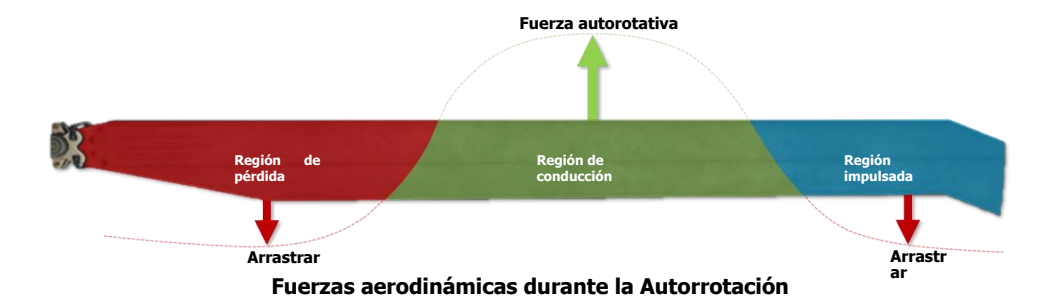 Fuerza autorotativa
Región de
pérdida
Región de
conducción
Región
impulsada
Arrastrar
Arrastr
ar
Fuerzas aerodinámicas durante la Autorrotación